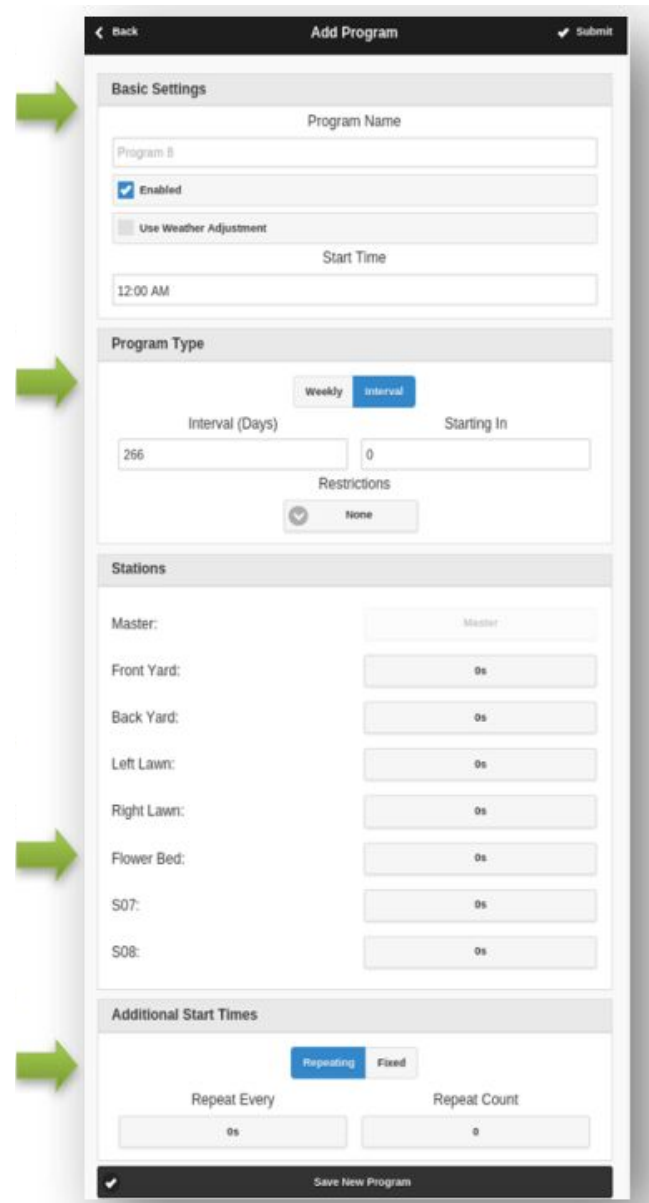 Back Add Program Submit
Basic Settings
Program Name
Program 8
Enabled
Use Weather Adjustment
Start Time
12:00 AM
Program Type
Weekly Interval
Interval (Days) Starting In
266 0
Restrictions
None
Stations
Master: Master
Front Yard: 0s
Back Yard: 0s
Left Lawn: 0s
Right Lawn: 0s
Flower Bed: 0s
S07: 0s
S08: 0s
Additional Start Times
Repeating Fixed
Repeat Every Repeat Count
0s 0
Save New Program